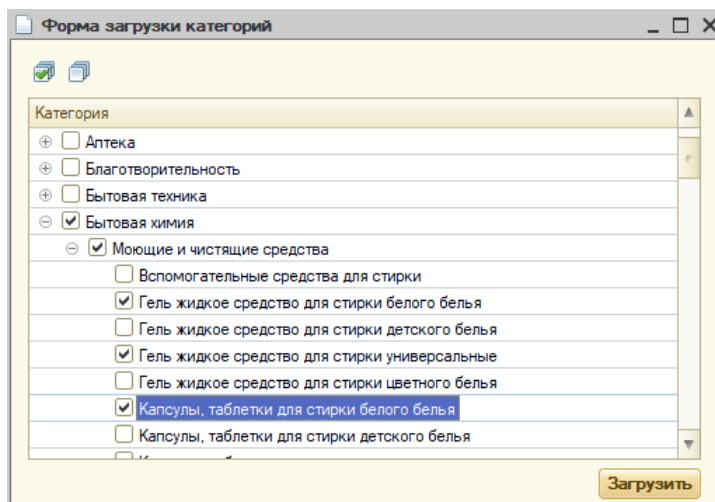 Форма загрузки категорий
Категория
Аптека
Благотворительность
Бытовая техника
Бытовая химия
Моющие и чистящие средства
Вспомогательные средства для стирки
Гель жидкое средство для стирки белого белья
Гель жидкое средство для стирки детского белья
Гель жидкое средство для стирки универсальные
Гель жидкое средство для стирки цветного белья
Капсулы, таблетки для стирки белого белья
Капсулы, таблетки для стирки детского белья
Загрузить